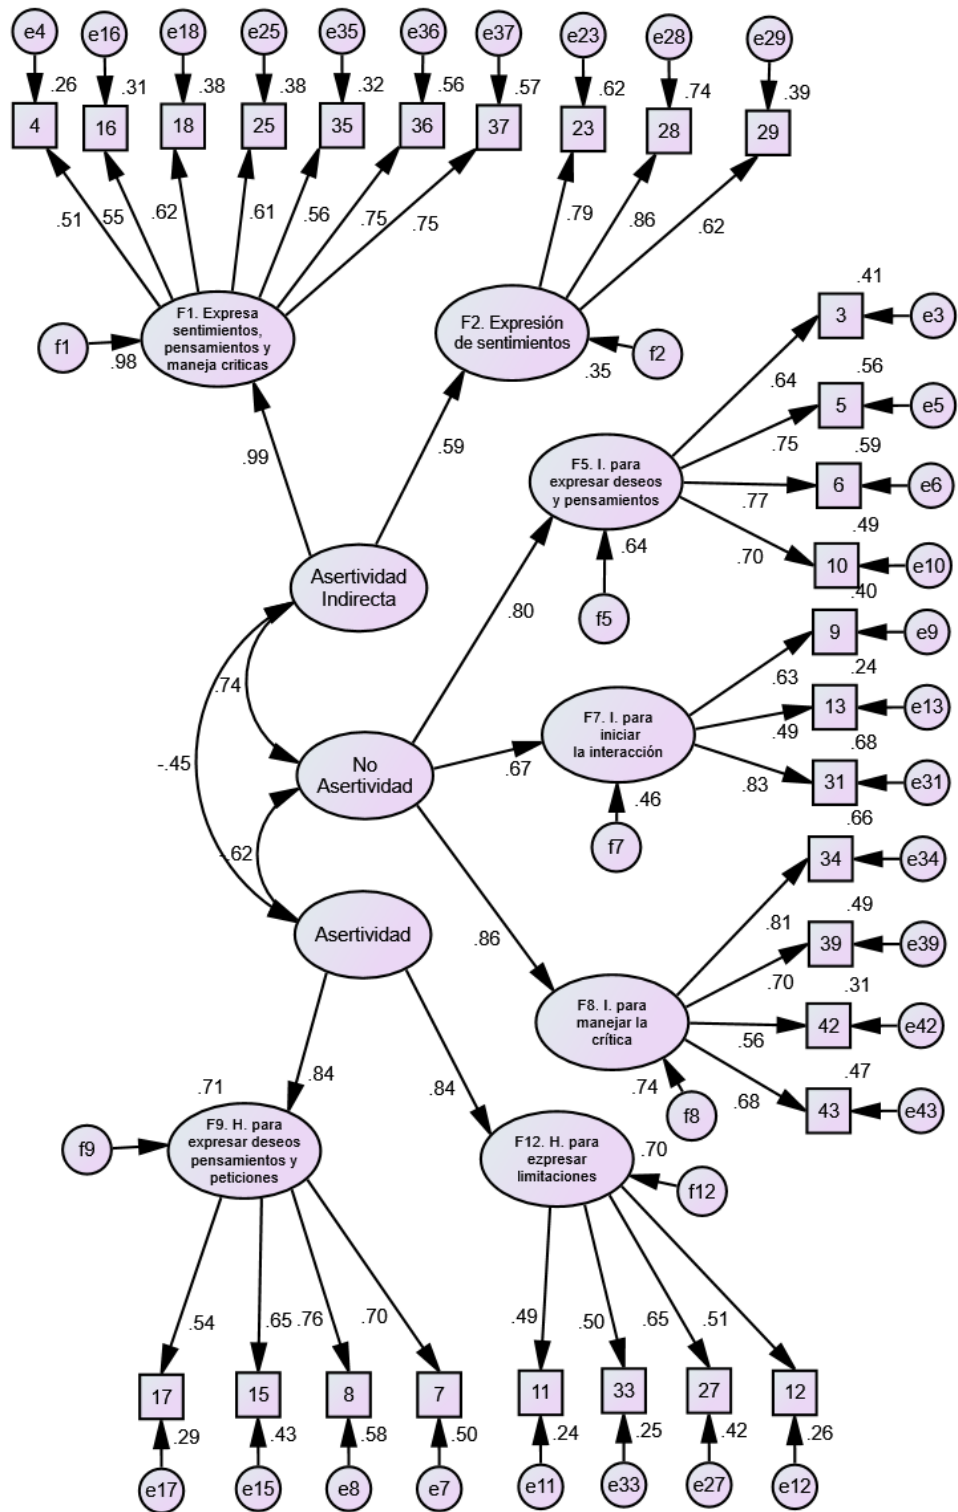 e4
e16
e18
e25
e35
e36
e37
e23
e28
e29
.26
.31
.38
.38
.32
.56
.57
.62
.74
.39
4
16
18
25
35
36
37
23
28
29
.51
.55
.62
.61
.56
.75
.75
.79
.86
.62
F1. Expresa
sentimientos,
pensamientos y
maneja criticas
f1
.98
F2. Expresión
de sentimientos
f2
.35
.41
3
e3
.64
.56
5
e5
.75
.59
6
e6
.77
.49
10
e10
.70
F5. I. para
expresar deseos
y pensamientos
.64
f5
.99
.59
Asertividad
Indirecta
.80
.40
9
e9
.63
.24
13
e13
.49
.68
31
e31
.83
F7. I. para
iniciar
la interacción
.46
f7
.74
-.45
No
Asertividad
.67
-.62
.66
34
e34
.81
.49
39
e39
.70
.31
42
e42
.56
.47
43
e43
.68
Asertividad
.86
F8. I. para
manejar la
crítica
.74
f8
.84
.84
.71
F9. H. para
expresar deseos
pensamientos y
peticiones
f9
F12. H. para
ezpresar
limitaciones
.70
f12
.54
.65
.76
.70
.49
.50
.65
.51
17
15
8
7
11
33
27
12
.29
.43
.58
.50
.24
.25
.42
.26
e17
e15
e8
e7
e11
e33
e27
e12